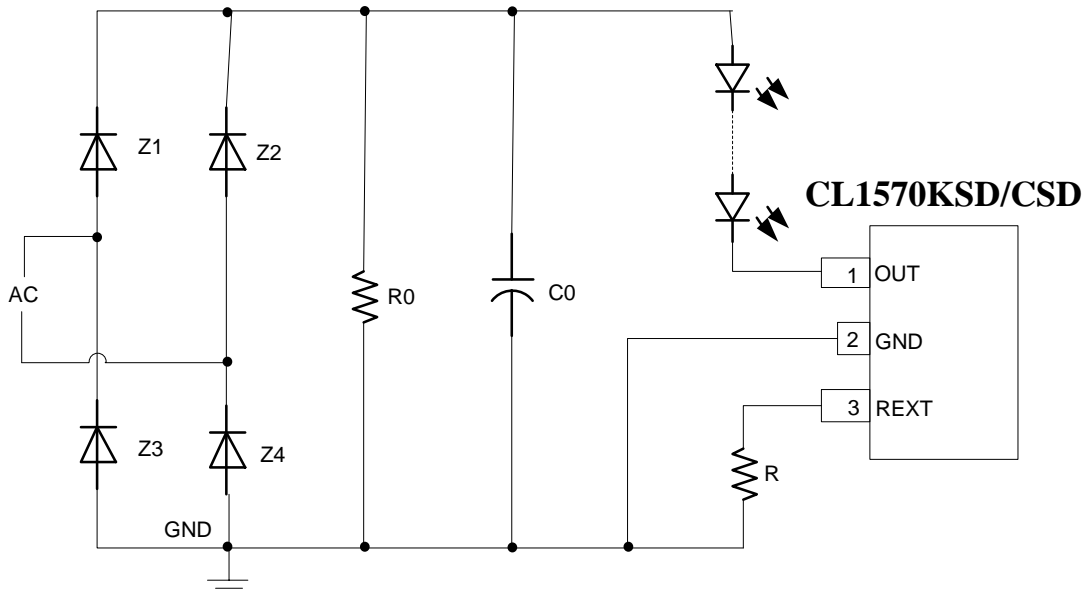 Z1
Z2
CL1570KSD/CSD
1 OUT
AC
R0
C0
2 GND
3 REXT
Z3
Z4
R
GND